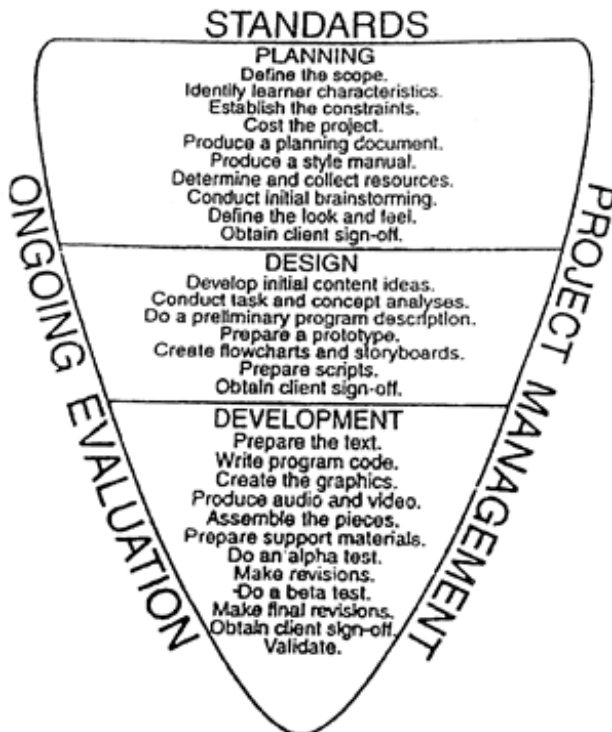 STANDARDS
PLANNING
Define the scope.
Identify learner characteristics.
Establish the constraints.
Cost the project.
Produce a planning document.
Produce a style manual.
Determine and collect resources.
Conduct initial brainstorming.
Define the look and feel.
Obtain client sign-off.
DESIGN
Develop initial content ideas.
Conduct task and concept analyses.
Do a preliminary program description.
Prepare a prototype.
Create flowcharts and storyboards.
Prepare scripts.
Obtain client sign-off.
DEVELOPMENT
Prepare the text.
Write program code.
Create the graphics.
Produce audio and video.
Assemble the pieces.
Prepare support materials.
Do an alpha test.
Make revisions.
Do a beta test.
Make final revisions.
Obtain client sign-off.
Validate.
ONGOING EVALUATION
PROJECT MANAGEMENT